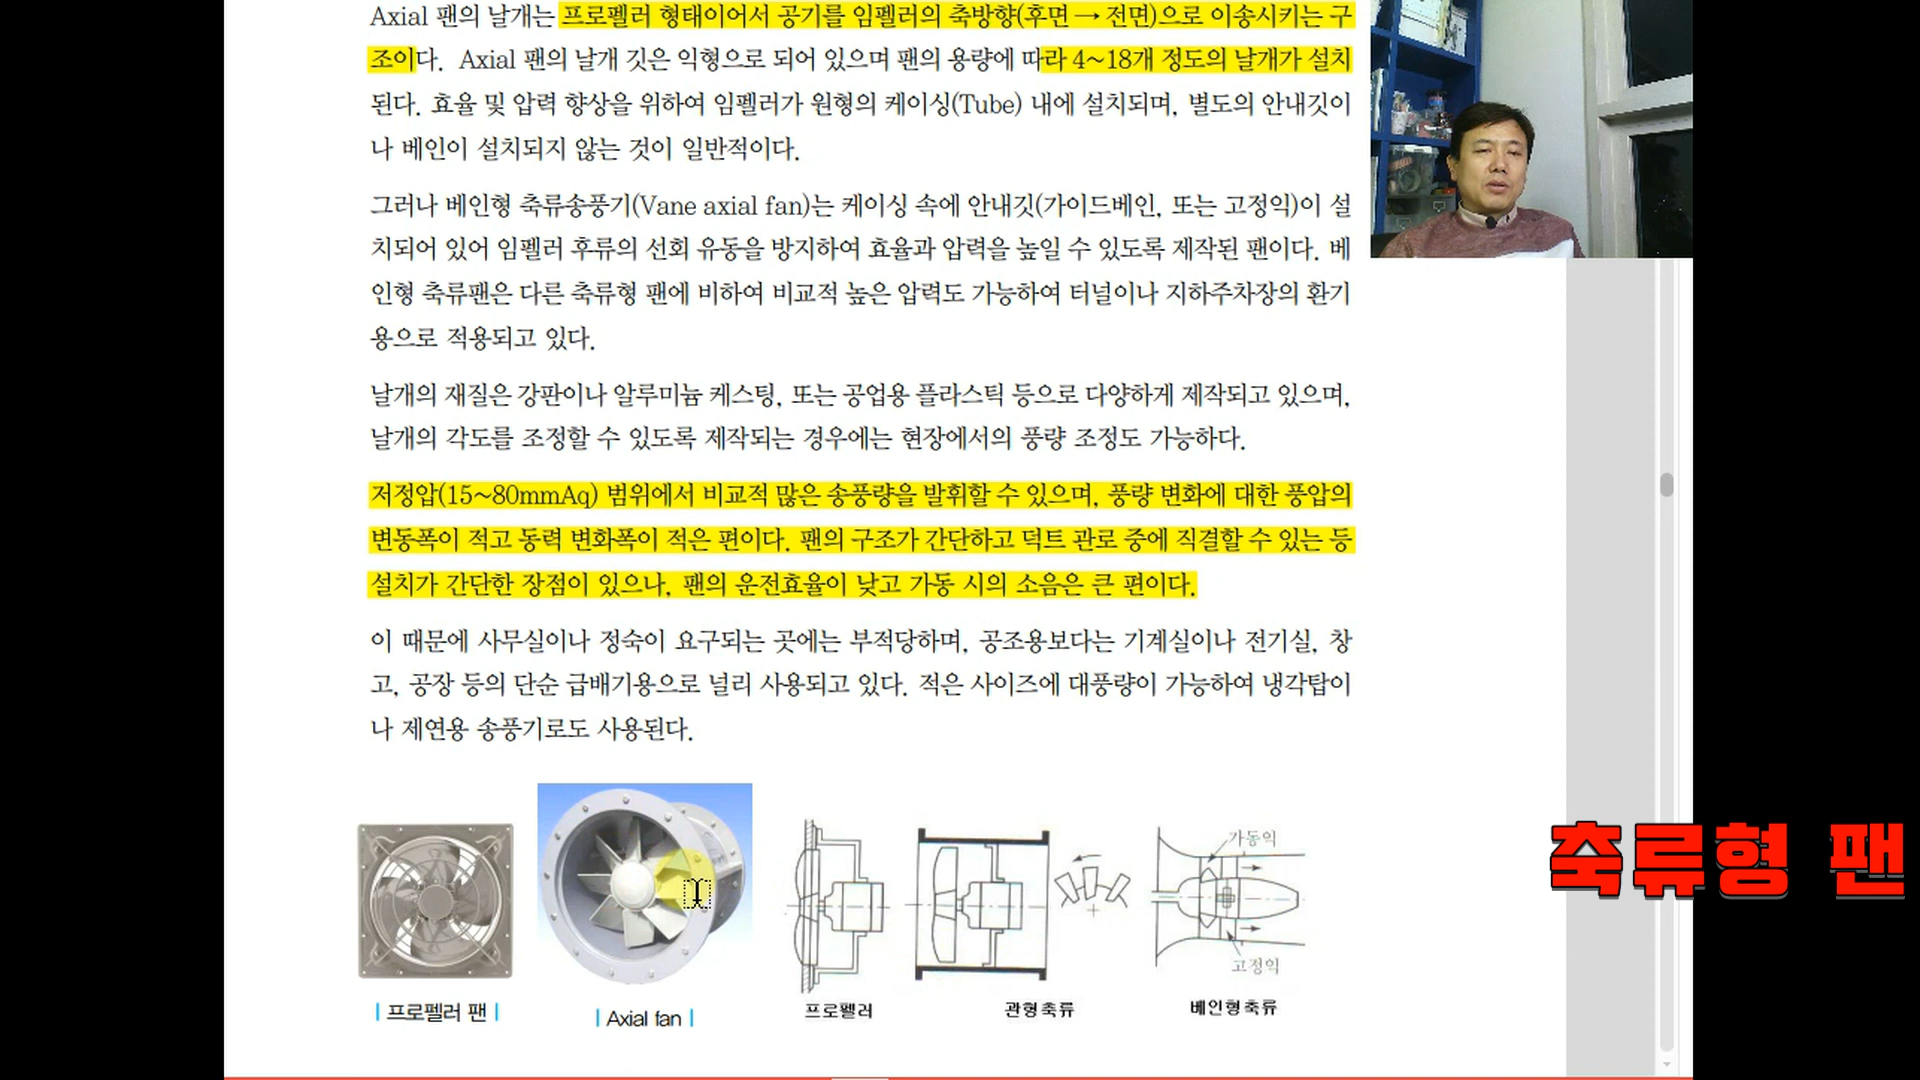 Axial 팬의 날개는 프로펠러 형태이어서 공기를 임펠러의 축방향(후면 → 전면)으로 이송시키는 구
조이다. Axial 팬의 날개 깃은 익형으로 되어 있으며 팬의 용량에 따라 4~18개 정도의 날개가 설치
된다. 효율 및 압력 향상을 위하여 임펠러가 원형의 케이싱(Tube) 내에 설치되며, 별도의 안내깃이
나 베인이 설치되지 않는 것이 일반적이다.
그러나 베인형 축류송풍기(Vane axial fan)는 케이싱 속에 안내깃(가이드베인, 또는 고정익)이 설
치되어 있어 임펠러 후류의 선회 유동을 방지하여 효율과 압력을 높일 수 있도록 제작된 팬이다. 베
인형 축류팬은 다른 축류형 팬에 비하여 비교적 높은 압력도 가능하여 터널이나 지하주차장의 환기
용으로 적용되고 있다.
날개의 재질은 강판이나 알루미늄 케스팅, 또는 공업용 플라스틱 등으로 다양하게 제작되고 있으며,
날개의 각도를 조정할 수 있도록 제작되는 경우에는 현장에서의 풍량 조정도 가능하다.
저정압(15~80mmAq) 범위에서 비교적 많은 송풍량을 발휘할 수 있으며, 풍량 변화에 대한 풍압의
변동폭이 적고 동력 변화폭이 적은 편이다. 팬의 구조가 간단하고 덕트 관로 중에 직결할 수 있는 등
설치가 간단한 장점이 있으나, 팬의 운전효율이 낮고 가동 시의 소음은 큰 편이다.
이 때문에 사무실이나 정숙이 요구되는 곳에는 부적당하며, 공조용보다는 기계실이나 전기실, 창
고, 공장 등의 단순 급배기용으로 널리 사용되고 있다. 적은 사이즈에 대풍량이 가능하여 냉각탑이
나 제연용 송풍기로도 사용된다.
가동익
축류형 팬
고정익
| 프로펠러 팬 |
| Axial fan |
프로펠러
관형축류
베인형축류